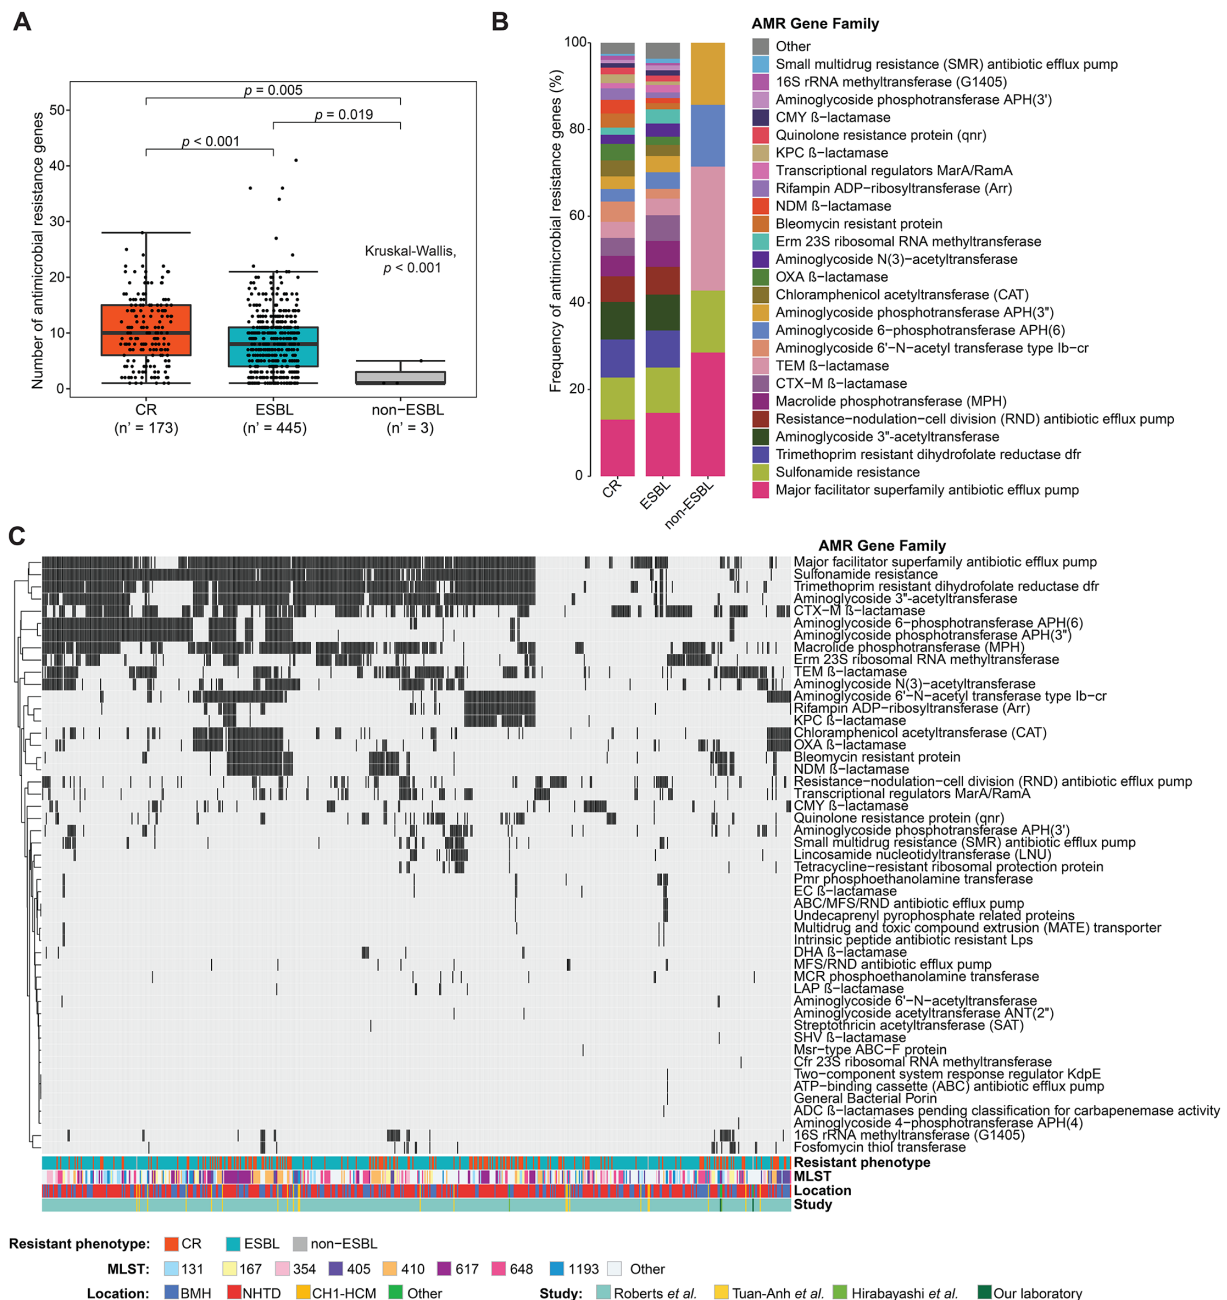 A
Number of antimicrobial resistance genes
50
40
30
20
10
0
p = 0.005
p = 0.019
p < 0.001
Kruskal-Wallis,
p < 0.001
CR
(n' = 173)
ESBL
(n' = 445)
non-ESBL
(n' = 3)
B
Frequency of antimicrobial resistance genes (%)
100
80
60
40
20
0
CR
ESBL
non-ESBL
AMR Gene Family
Other
Small multidrug resistance (SMR) antibiotic efflux pump
16S rRNA methyltransferase (G1405)
Aminoglycoside phosphotransferase APH(3')
CMY ß−lactamase
Quinolone resistance protein (qnr)
KPC ß−lactamase
Transcriptional regulators MarA/RamA
Rifampin ADP−ribosyltransferase (Arr)
NDM ß−lactamase
Bleomycin resistant protein
Erm 23S ribosomal RNA methyltransferase
Aminoglycoside N(3)−acetyltransferase
OXA ß−lactamase
Chloramphenicol acetyltransferase (CAT)
Aminoglycoside phosphotransferase APH(3")
Aminoglycoside 6−phosphotransferase APH(6)
Aminoglycoside 6'−N−acetyl transferase type Ib−cr
TEM ß−lactamase
CTX−M ß−lactamase
Macrolide phosphotransferase (MPH)
Resistance−nodulation−cell division (RND) antibiotic efflux pump
Aminoglycoside 3"-acetyltransferase
Trimethoprim resistant dihydrofolate reductase dfr
Sulfonamide resistance
Major facilitator superfamily antibiotic efflux pump
C
AMR Gene Family
Major facilitator superfamily antibiotic efflux pump
Sulfonamide resistance
Trimethoprim resistant dihydrofolate reductase dfr
Aminoglycoside 3"-acetyltransferase
CTX−M ß−lactamase
Aminoglycoside 6−phosphotransferase APH(6)
Aminoglycoside phosphotransferase APH(3")
Macrolide phosphotransferase (MPH)
Erm 23S ribosomal RNA methyltransferase
TEM ß−lactamase
Aminoglycoside N(3)−acetyltransferase
Aminoglycoside 6'−N−acetyl transferase type Ib−cr
Rifampin ADP−ribosyltransferase (Arr)
KPC ß−lactamase
Chloramphenicol acetyltransferase (CAT)
OXA ß−lactamase
Bleomycin resistant protein
NDM ß−lactamase
Resistance−nodulation−cell division (RND) antibiotic efflux pump
Transcriptional regulators MarA/RamA
CMY ß−lactamase
Quinolone resistance protein (qnr)
Aminoglycoside phosphotransferase APH(3')
Small multidrug resistance (SMR) antibiotic efflux pump
Lincosamide nucleotidyltransferase (LNU)
Tetracycline−resistant ribosomal protection protein
Pmr phosphoethanolamine transferase
EC ß−lactamase
ABC/MFS/RND antibiotic efflux pump
Undecaprenyl pyrophosphate related proteins
Multidrug and toxic compound extrusion (MATE) transporter
Intrinsic peptide antibiotic resistant Lps
DHA ß−lactamase
MFS/RND antibiotic efflux pump
MCR phosphoethanolamine transferase
LAP ß−lactamase
Aminoglycoside 6'−N−acetyltransferase
Aminoglycoside acetyltransferase ANT(2")
Streptothricin acetyltransferase (SAT)
SHV ß−lactamase
Msr−type ABC−F protein
Cfr 23S ribosomal RNA methyltransferase
Two−component system response regulator KdpE
ATP−binding cassette (ABC) antibiotic efflux pump
General Bacterial Porin
ADC ß−lactamases pending classification for carbapenemase activity
Aminoglycoside 4−phosphotransferase APH(4)
16S rRNA methyltransferase (G1405)
Fosfomycin thiol transferase
Resistant phenotype
MLST
Location
Study
Resistant phenotype: CR ESBL non−ESBL
MLST: 131 167 354 405 410 617 648 1193 Other
Location: BMH NHTD CH1-HCM Other
Study: Roberts et al. Tuan-Anh et al. Hirabayashi et al. Our laboratory